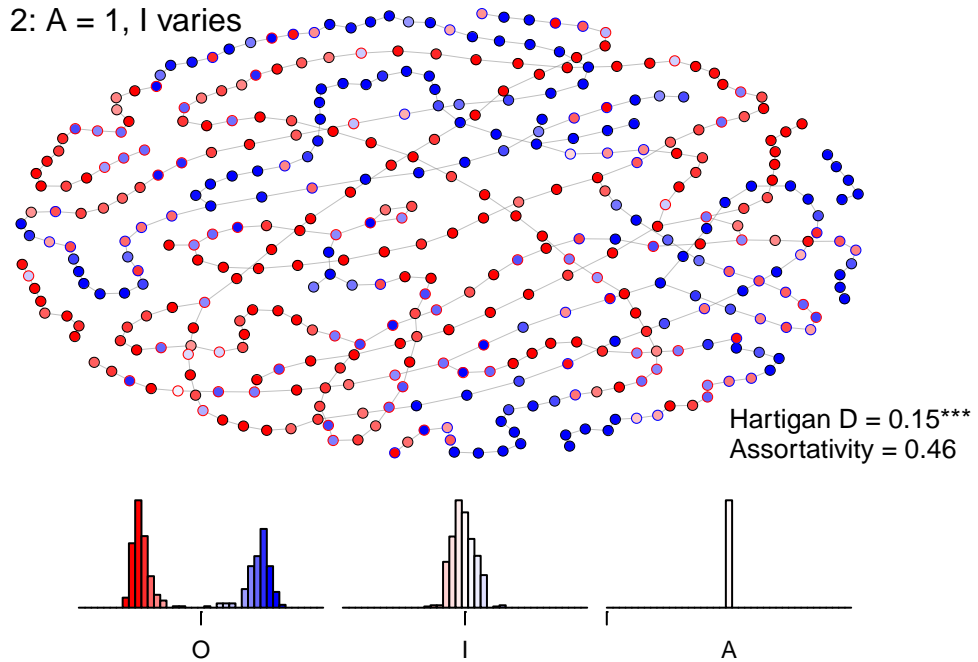 2: A = 1, I varies
Hartigan D = 0.15***
Assortativity = 0.46
O
I
A